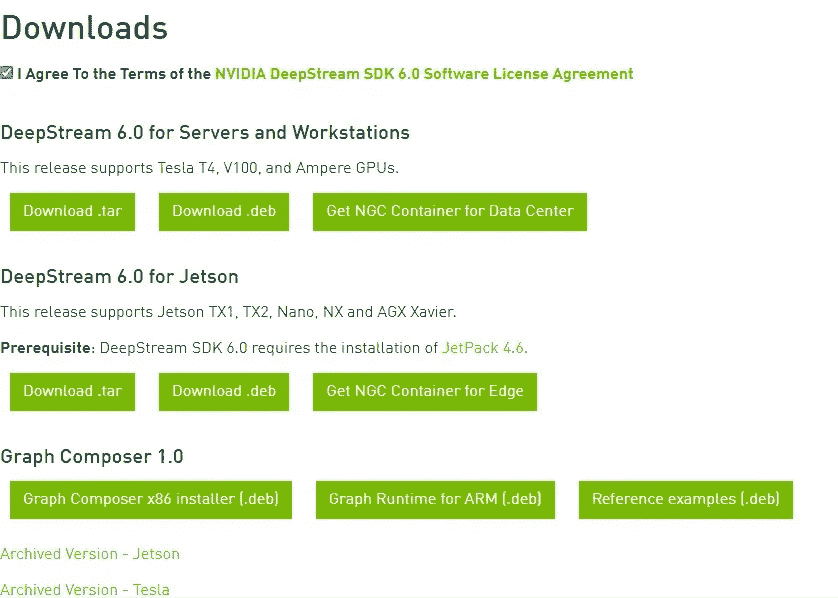 Downloads
I Agree To the Terms of the NVIDIA DeepStream SDK 6.0 Software License Agreement
DeepStream 6.0 for Servers and Workstations
This release supports Tesla T4, V100, and Ampere GPUs.
Download .tar Download .deb Get NGC Container for Data Center
DeepStream 6.0 for Jetson
This release supports Jetson TX1, TX2, Nano, NX and AGX Xavier.
Prerequisite: DeepStream SDK 6.0 requires the installation of JetPack 4.6.
Download .tar Download .deb Get NGC Container for Edge
Graph Composer 1.0
Graph Composer x86 installer (.deb) Graph Runtime for ARM (.deb) Reference examples (.deb)
Archived Version - Jetson
Archived Version - Tesla